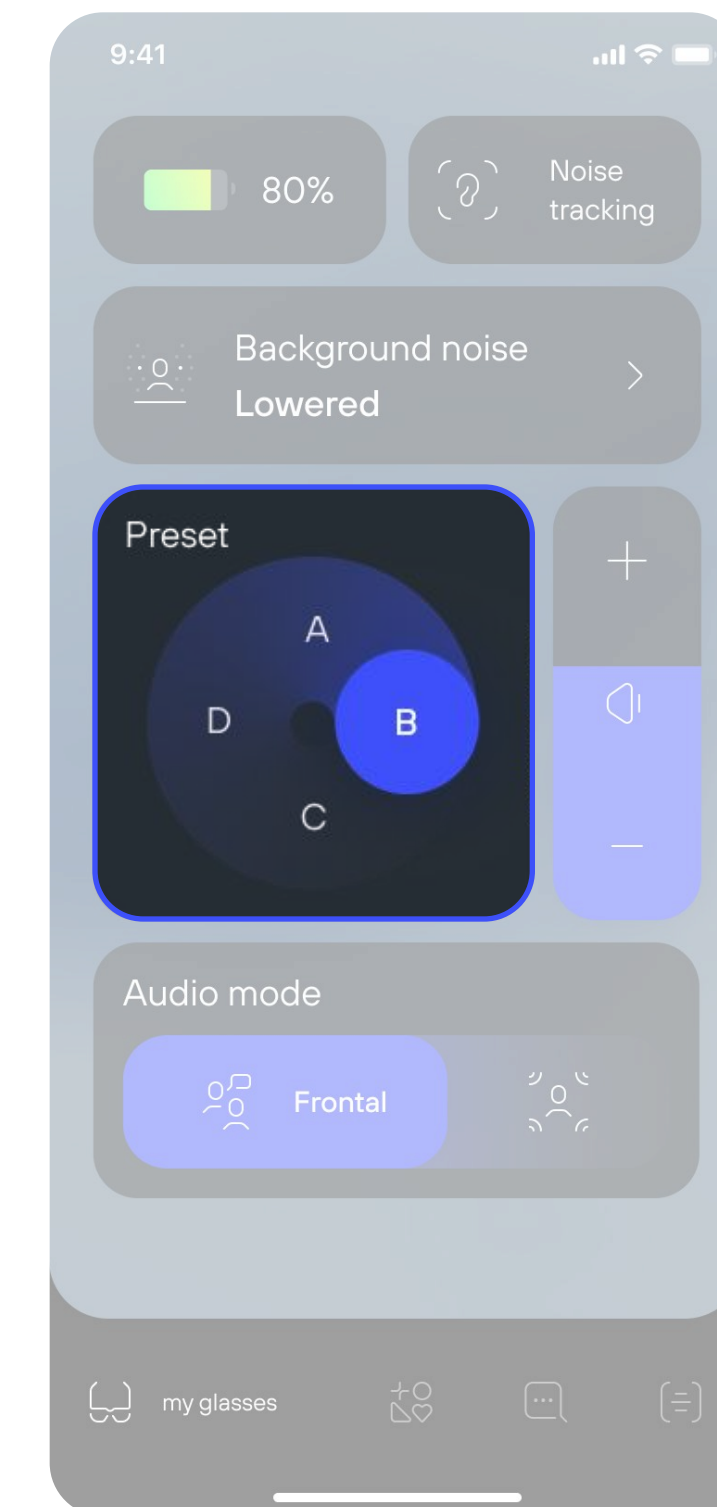 9:41
80%
Noise
tracking
Background noise
Lowered
Preset
A
D
B
C
Audio mode
Frontal
my glasses